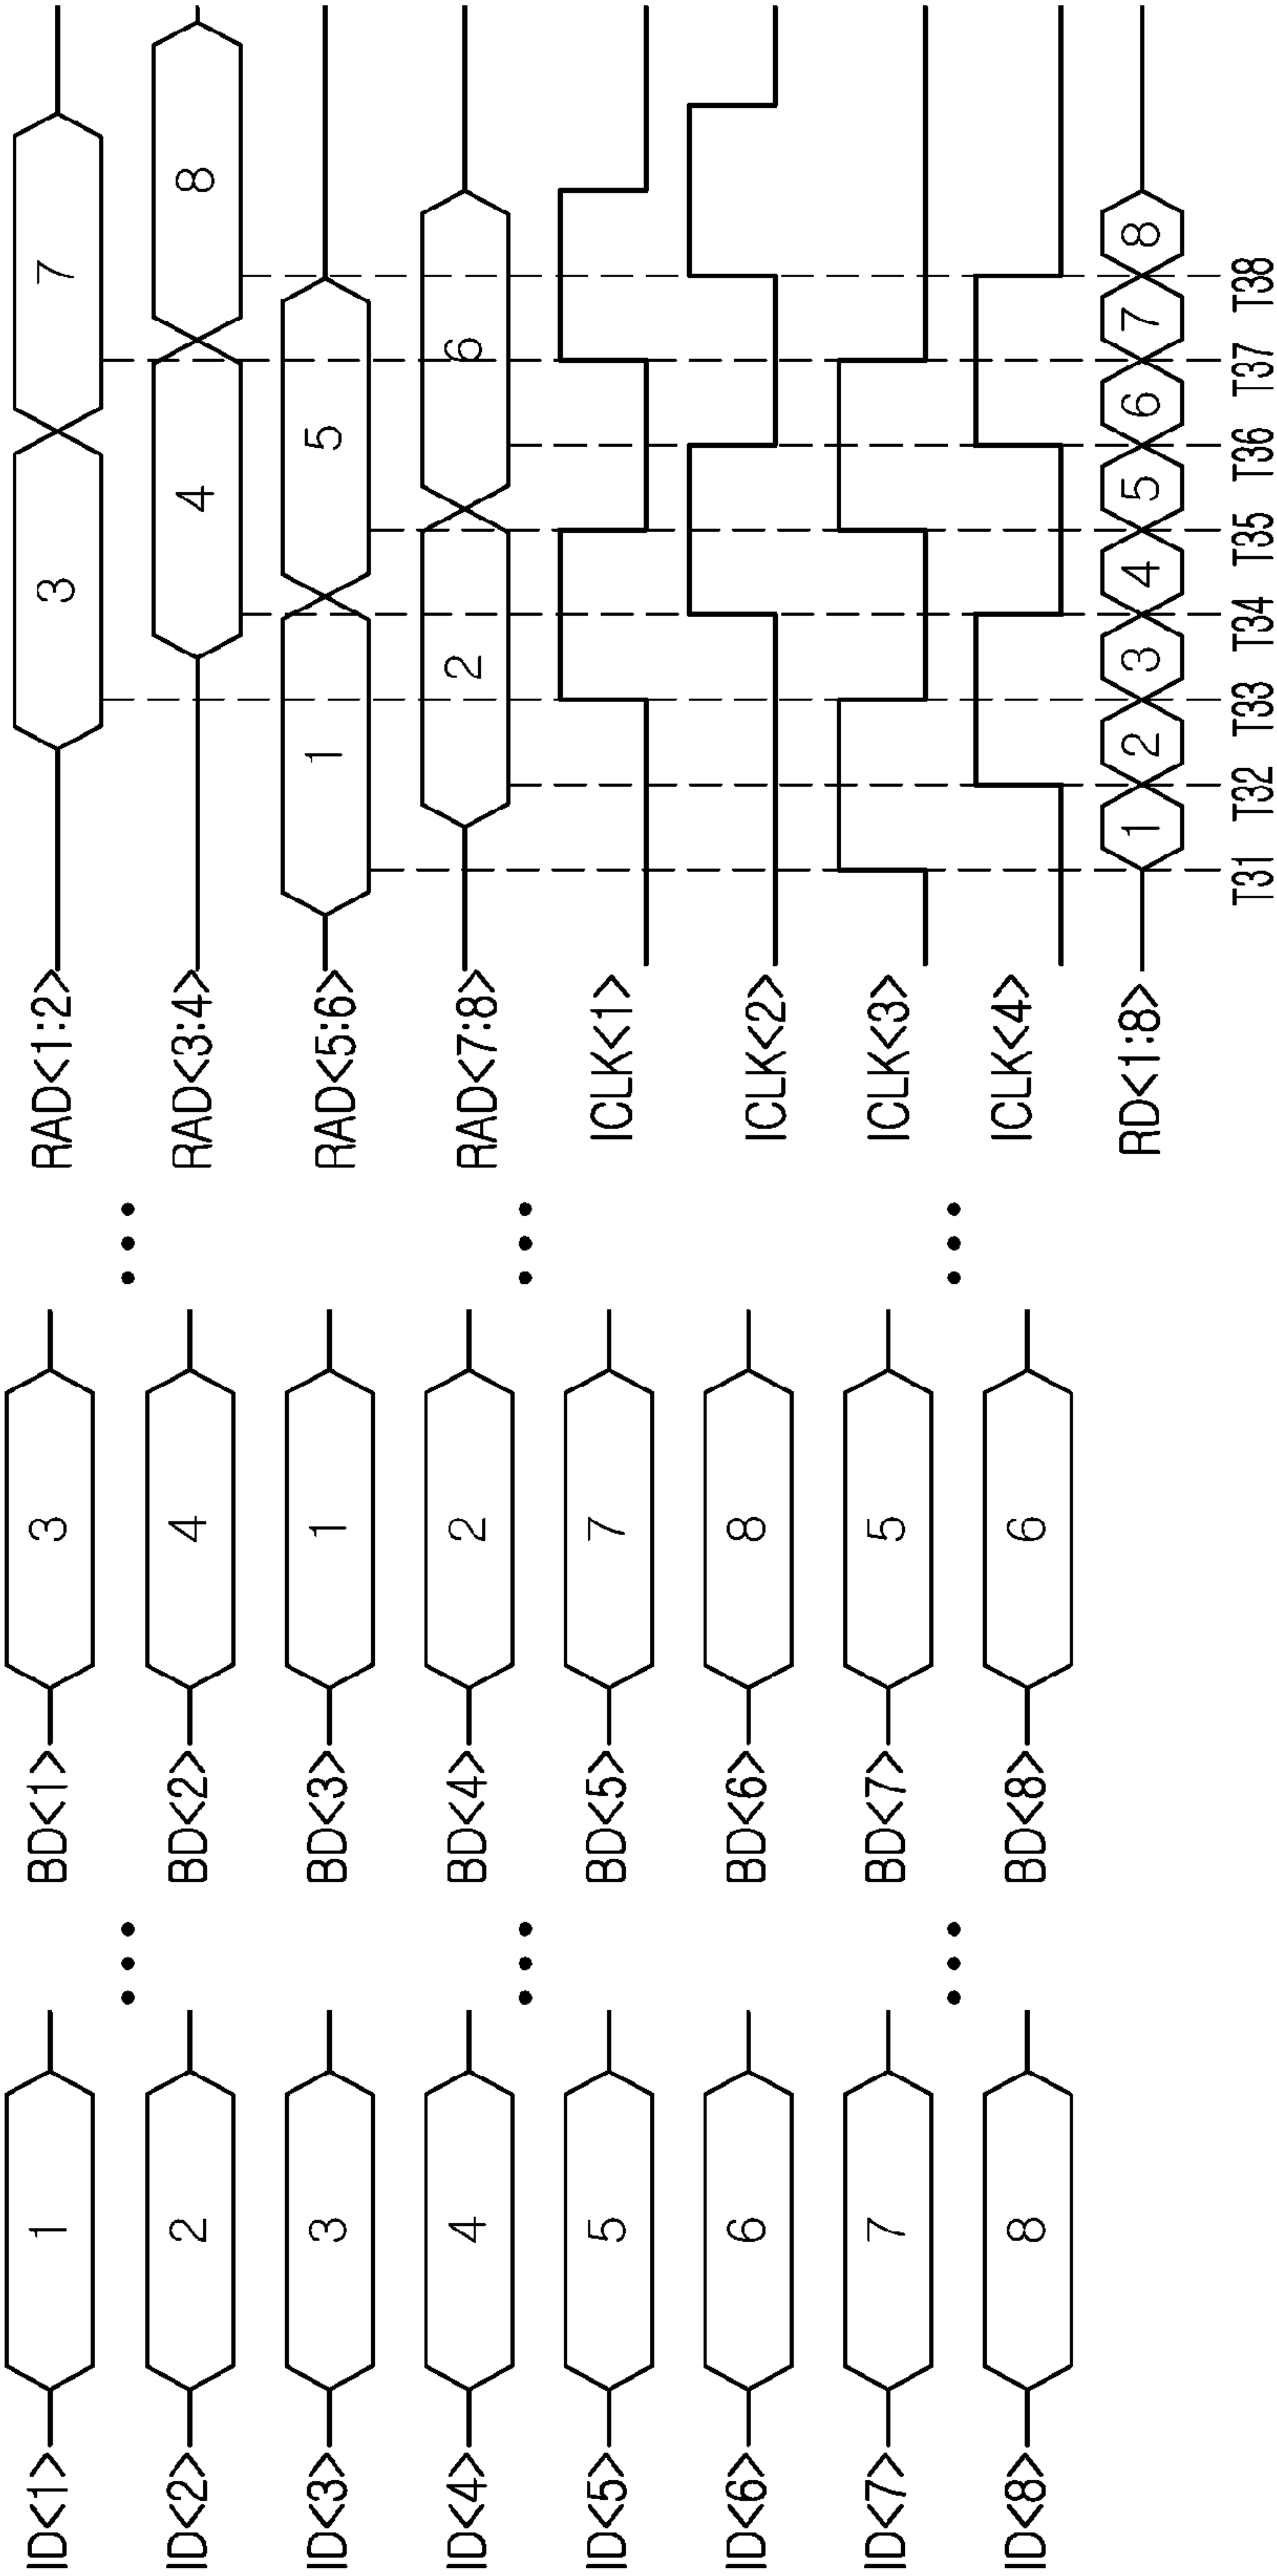 ID<1> 1
ID<2> 2
ID<3> 3
ID<4> 4
ID<5> 5
ID<6> 6
ID<7> 7
ID<8> 8
BD<1> 3
BD<2> 4
BD<3> 1
BD<4> 2
BD<5> 7
BD<6> 8
BD<7> 5
BD<8> 6
RAD<1:2> 3 7
RAD<3:4> 4 8
RAD<5:6> 1 5
RAD<7:8> 2 6
ICLK<1>
ICLK<2>
ICLK<3>
ICLK<4>
RD<1:8> 1 2 3 4 5 6 7 8
T31 T32 T33 T34 T35 T36 T37 T38